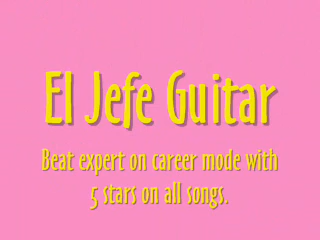 El Jefe Guitar
Beat expert on career mode with
5 stars on all songs.